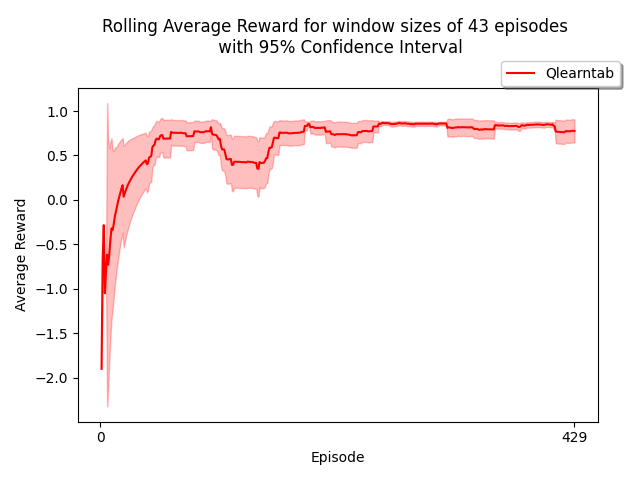 Rolling Average Reward for window sizes of 43 episodes
with 95% Confidence Interval
Qlearntab
1.0
0.5
0.0
−0.5
−1.0
−1.5
−2.0
Average Reward
0
429
Episode